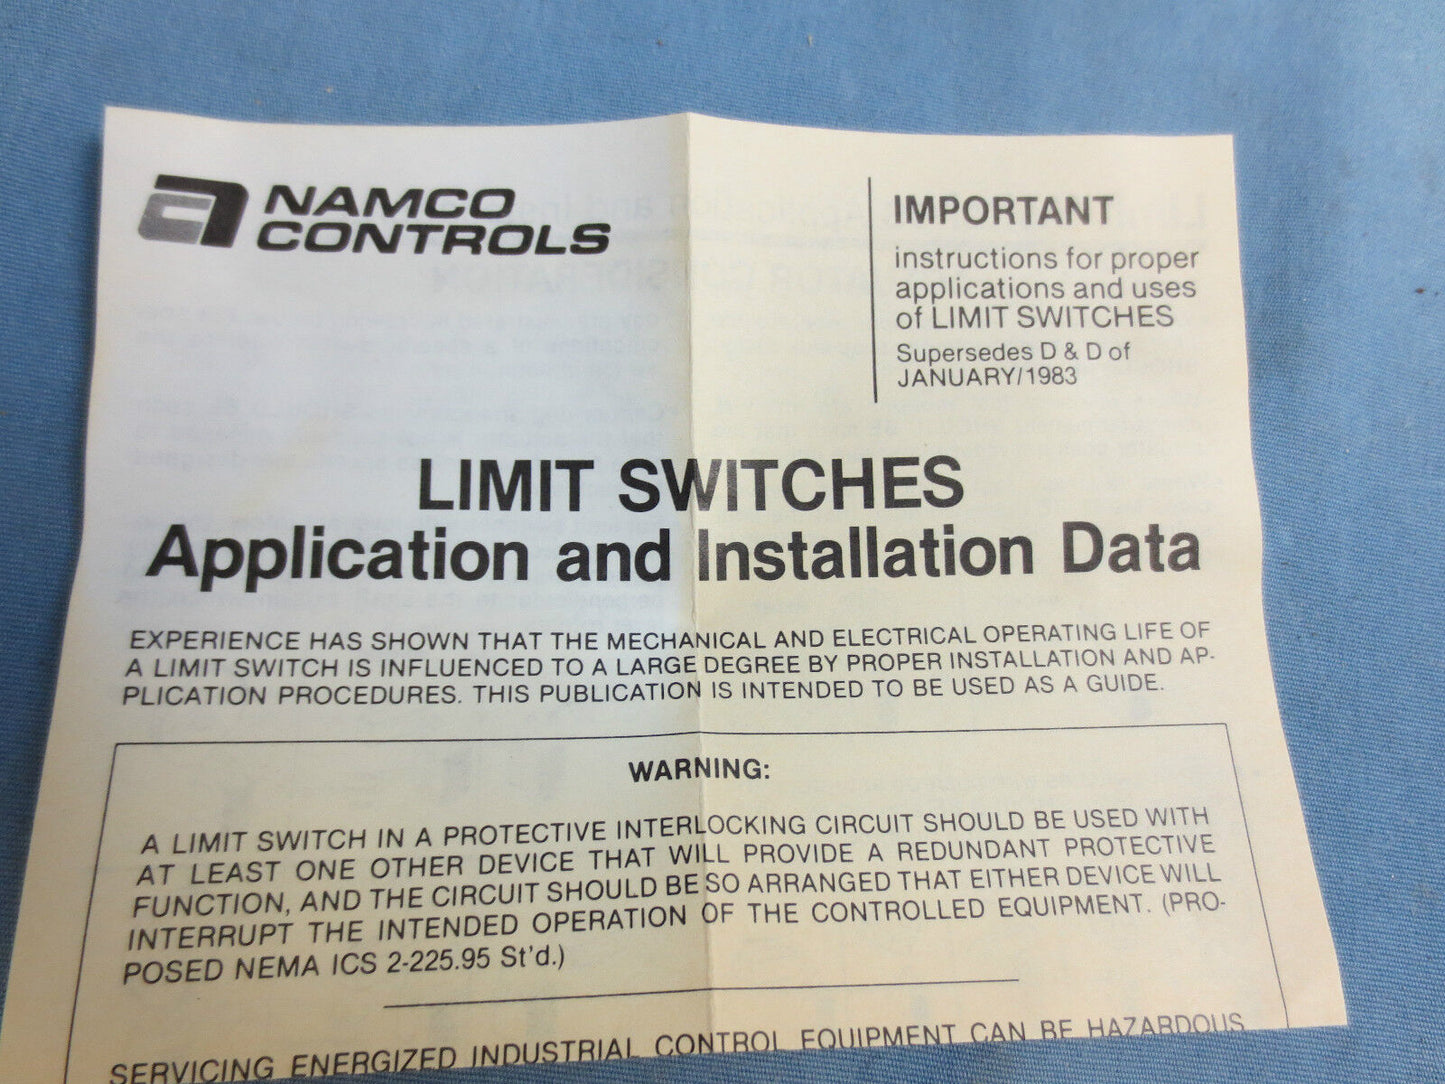 NAMCO
CONTROLS
IMPORTANT
instructions for proper
applications and uses
of LIMIT SWITCHES
Supersedes D & D of
JANUARY/1983
LIMIT SWITCHES
Application and Installation Data
EXPERIENCE HAS SHOWN THAT THE MECHANICAL AND ELECTRICAL OPERATING LIFE OF
A LIMIT SWITCH IS INFLUENCED TO A LARGE DEGREE BY PROPER INSTALLATION AND AP-
PLICATION PROCEDURES. THIS PUBLICATION IS INTENDED TO BE USED AS A GUIDE.
WARNING:
A LIMIT SWITCH IN A PROTECTIVE INTERLOCKING CIRCUIT SHOULD BE USED WITH
AT LEAST ONE OTHER DEVICE THAT WILL PROVIDE A REDUNDANT PROTECTIVE
FUNCTION, AND THE CIRCUIT SHOULD BE SO ARRANGED THAT EITHER DEVICE WILL
INTERRUPT THE INTENDED OPERATION OF THE CONTROLLED EQUIPMENT. (PRO-
POSED NEMA ICS 2-225.95 St'd.)
SERVICING ENERGIZED INDUSTRIAL CONTROL EQUIPMENT CAN BE HAZARDOUS